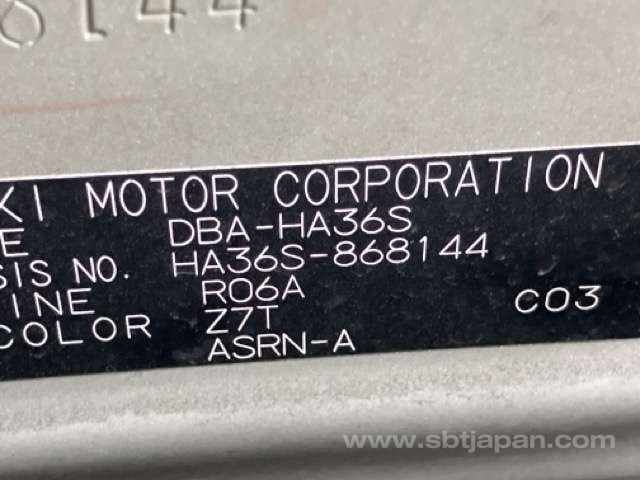 8144
KI MOTOR CORPORATION
E DBA-HA36S
SIS NO. HA36S-868144
INE R06A
COLOR Z7T C03
ASRN-A
www.sbtjapan.com